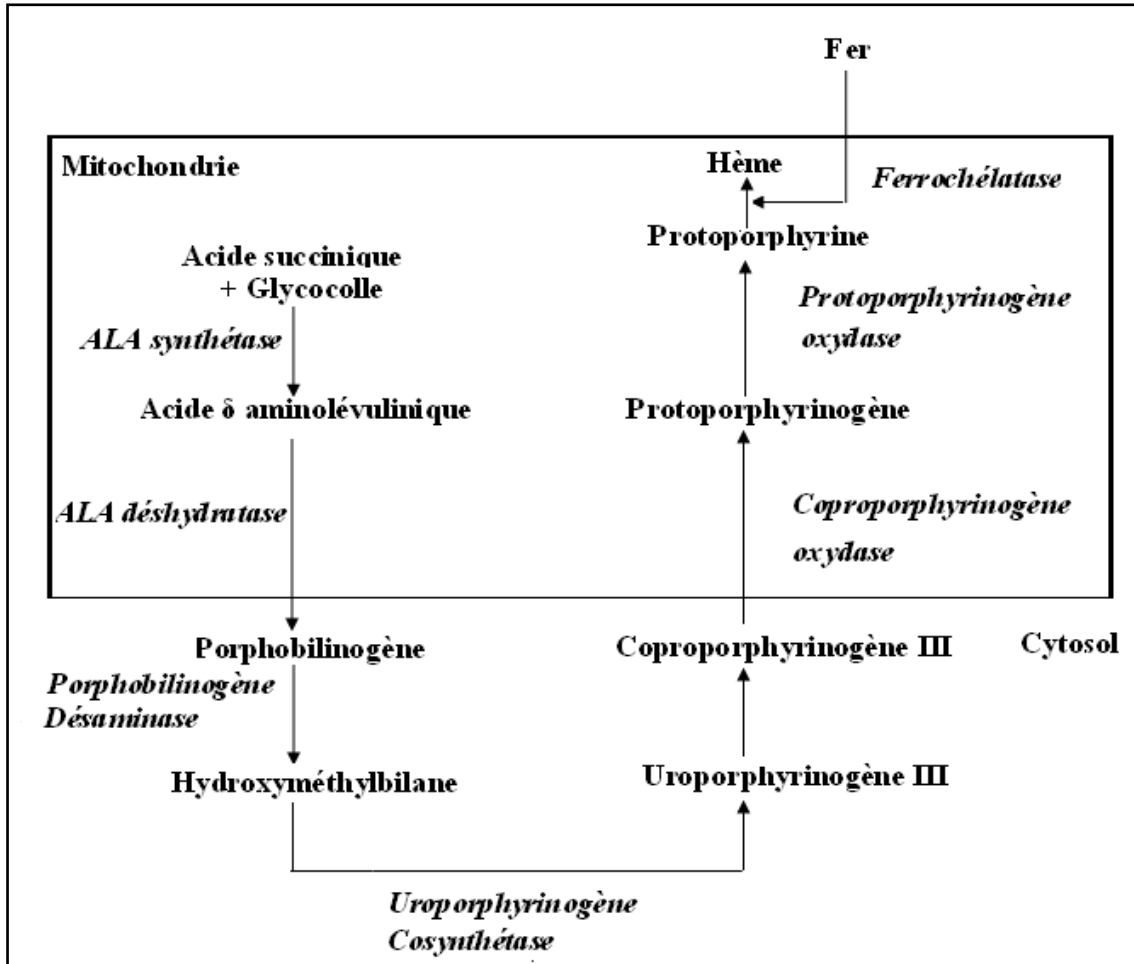 Fer
Mitochondrie
Hème
Ferrochélatase
Protoporphyrine
Acide succinique
+ Glycocolle
Protoporphyrinogène
oxydase
ALA synthétase
Acide δ aminolévulinique
Protoporphyrinogène
ALA déshydratase
Coproporphyrinogène
oxydase
Porphobilinogène
Coproporphyrinogène III
Cytosol
Porphobilinogène
Désaminase
Hydroxyméthylbilane
Uroporphyrinogène III
Uroporphyrinogène
Cosynthétase